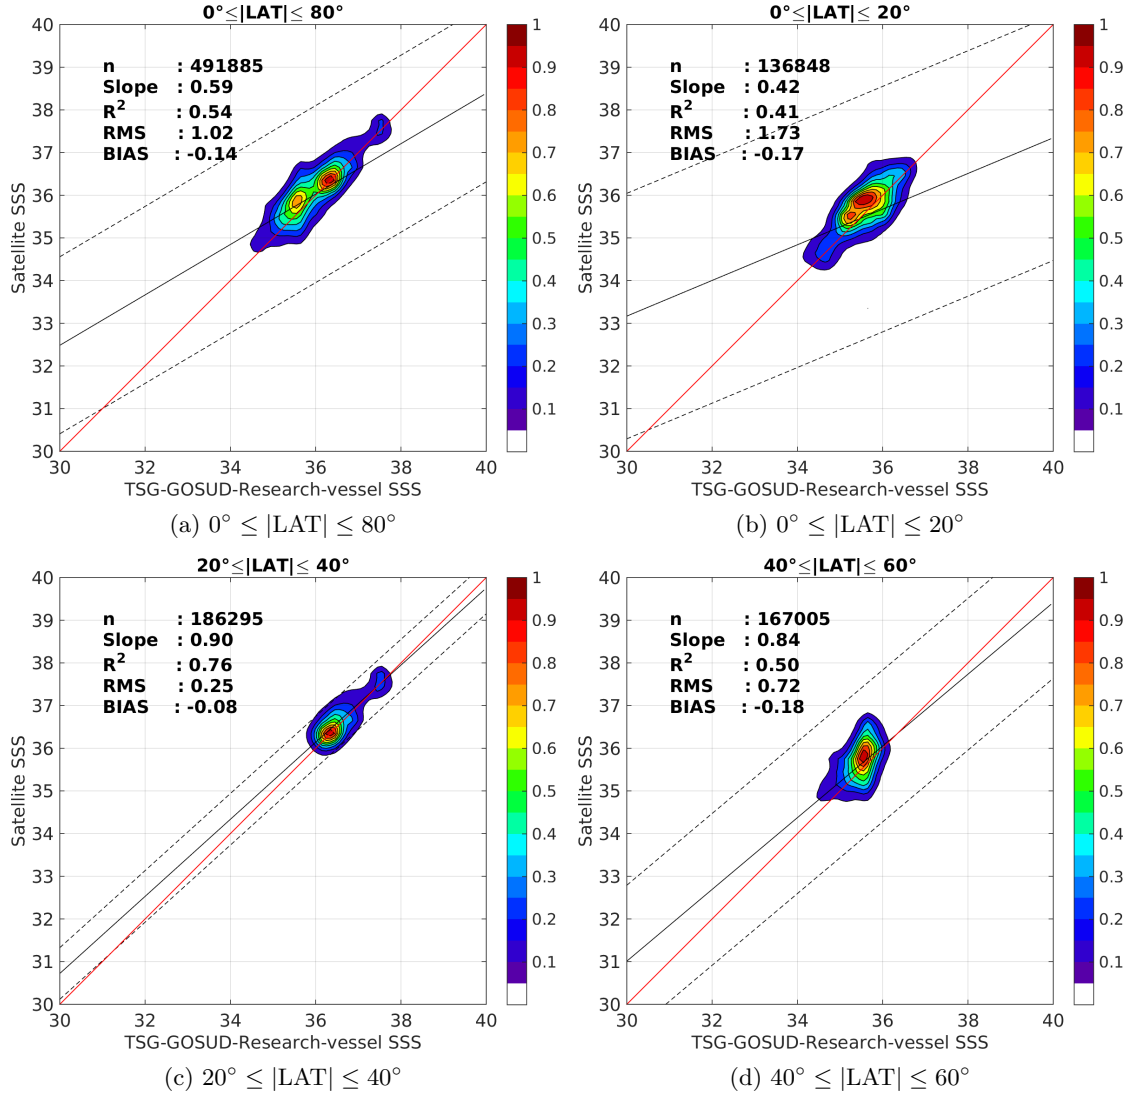 0°≤|LAT|≤ 80°
n : 491885
Slope : 0.59
R² : 0.54
RMS : 1.02
BIAS : -0.14
Satellite SSS
40
39
38
37
36
35
34
33
32
31
30
30 32 34 36 38 40
TSG-GOSUD-Research-vessel SSS
1
0.9
0.8
0.7
0.6
0.5
0.4
0.3
0.2
0.1
(a) 0° ≤ |LAT| ≤ 80°
0°≤|LAT|≤ 20°
n : 136848
Slope : 0.42
R² : 0.41
RMS : 1.73
BIAS : -0.17
Satellite SSS
40
39
38
37
36
35
34
33
32
31
30
30 32 34 36 38 40
TSG-GOSUD-Research-vessel SSS
1
0.9
0.8
0.7
0.6
0.5
0.4
0.3
0.2
0.1
(b) 0° ≤ |LAT| ≤ 20°
20°≤|LAT|≤ 40°
n : 186295
Slope : 0.90
R² : 0.76
RMS : 0.25
BIAS : -0.08
Satellite SSS
40
39
38
37
36
35
34
33
32
31
30
30 32 34 36 38 40
TSG-GOSUD-Research-vessel SSS
1
0.9
0.8
0.7
0.6
0.5
0.4
0.3
0.2
0.1
(c) 20° ≤ |LAT| ≤ 40°
40°≤|LAT|≤ 60°
n : 167005
Slope : 0.84
R² : 0.50
RMS : 0.72
BIAS : -0.18
Satellite SSS
40
39
38
37
36
35
34
33
32
31
30
30 32 34 36 38 40
TSG-GOSUD-Research-vessel SSS
1
0.9
0.8
0.7
0.6
0.5
0.4
0.3
0.2
0.1
(d) 40° ≤ |LAT| ≤ 60°